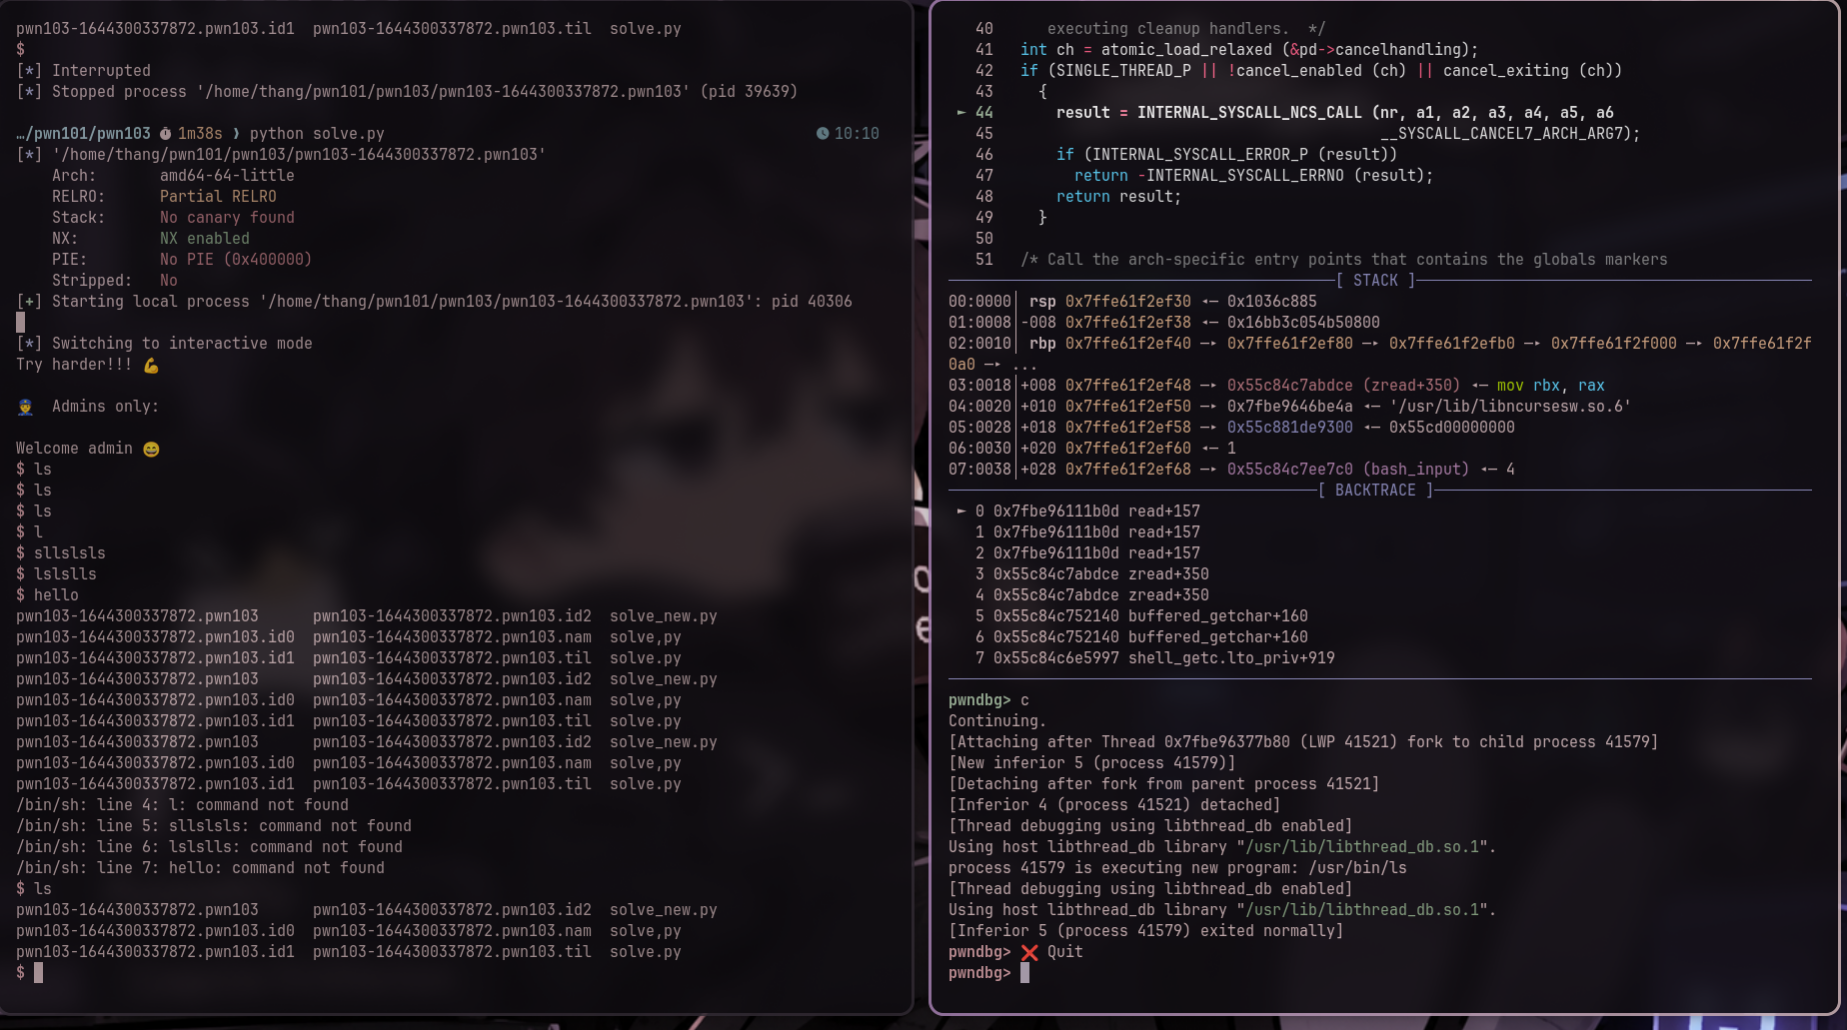 pwn103-1644300337872.pwn103.id1  pwn103-1644300337872.pwn103.til  solve.py
$
[*] Interrupted
[*] Stopped process '/home/thang/pwn101/pwn103/pwn103-1644300337872.pwn103' (pid 39639)
…/pwn101/pwn103 ⏱ 1m38s ❯ python solve.py 10:10
[*] '/home/thang/pwn101/pwn103/pwn103-1644300337872.pwn103'
    Arch:       amd64-64-little
    RELRO:      Partial RELRO
    Stack:      No canary found
    NX:         NX enabled
    PIE:        No PIE (0x400000)
    Stripped:   No
[+] Starting local process '/home/thang/pwn101/pwn103/pwn103-1644300337872.pwn103': pid 40306
[*] Switching to interactive mode
Try harder!!! 💪
👮  Admins only:
Welcome admin 😄
$ ls
$ ls
$ ls
$ l
$ sllslsls
$ lslslls
$ hello
pwn103-1644300337872.pwn103      pwn103-1644300337872.pwn103.id2  solve_new.py
pwn103-1644300337872.pwn103.id0  pwn103-1644300337872.pwn103.nam  solve,py
pwn103-1644300337872.pwn103.id1  pwn103-1644300337872.pwn103.til  solve.py
pwn103-1644300337872.pwn103      pwn103-1644300337872.pwn103.id2  solve_new.py
pwn103-1644300337872.pwn103.id0  pwn103-1644300337872.pwn103.nam  solve,py
pwn103-1644300337872.pwn103.id1  pwn103-1644300337872.pwn103.til  solve.py
pwn103-1644300337872.pwn103      pwn103-1644300337872.pwn103.id2  solve_new.py
pwn103-1644300337872.pwn103.id0  pwn103-1644300337872.pwn103.nam  solve,py
pwn103-1644300337872.pwn103.id1  pwn103-1644300337872.pwn103.til  solve.py
/bin/sh: line 4: l: command not found
/bin/sh: line 5: sllslsls: command not found
/bin/sh: line 6: lslslls: command not found
/bin/sh: line 7: hello: command not found
$ ls
pwn103-1644300337872.pwn103      pwn103-1644300337872.pwn103.id2  solve_new.py
pwn103-1644300337872.pwn103.id0  pwn103-1644300337872.pwn103.nam  solve,py
pwn103-1644300337872.pwn103.id1  pwn103-1644300337872.pwn103.til  solve.py
$
40      executing cleanup handlers.  */
41   int ch = atomic_load_relaxed (&pd->cancelhandling);
42   if (SINGLE_THREAD_P || !cancel_enabled (ch) || cancel_exiting (ch))
43     {
► 44       result = INTERNAL_SYSCALL_NCS_CALL (nr, a1, a2, a3, a4, a5, a6
45                                           __SYSCALL_CANCEL7_ARCH_ARG7);
46       if (INTERNAL_SYSCALL_ERROR_P (result))
47         return -INTERNAL_SYSCALL_ERRNO (result);
48       return result;
49     }
50
51   /* Call the arch-specific entry points that contains the globals markers
[ STACK ]
00:0000│ rsp 0x7ffe61f2ef30 ◂— 0x1036c885
01:0008│-008 0x7ffe61f2ef38 ◂— 0x16bb3c054b50800
02:0010│ rbp 0x7ffe61f2ef40 —▸ 0x7ffe61f2ef80 —▸ 0x7ffe61f2efb0 —▸ 0x7ffe61f2f000 —▸ 0x7ffe61f2f
0a0 —▸ ...
03:0018│+008 0x7ffe61f2ef48 —▸ 0x55c84c7abdce (zread+350) ◂— mov rbx, rax
04:0020│+010 0x7ffe61f2ef50 —▸ 0x7fbe9646be4a ◂— '/usr/lib/libncursesw.so.6'
05:0028│+018 0x7ffe61f2ef58 —▸ 0x55c881de9300 ◂— 0x55cd00000000
06:0030│+020 0x7ffe61f2ef60 ◂— 1
07:0038│+028 0x7ffe61f2ef68 —▸ 0x55c84c7ee7c0 (bash_input) ◂— 4
[ BACKTRACE ]
► 0 0x7fbe96111b0d read+157
1 0x7fbe96111b0d read+157
2 0x7fbe96111b0d read+157
3 0x55c84c7abdce zread+350
4 0x55c84c7abdce zread+350
5 0x55c84c752140 buffered_getchar+160
6 0x55c84c752140 buffered_getchar+160
7 0x55c84c6e5997 shell_getc.lto_priv+919
pwndbg> c
Continuing.
[Attaching after Thread 0x7fbe96377b80 (LWP 41521) fork to child process 41579]
[New inferior 5 (process 41579)]
[Detaching after fork from parent process 41521]
[Inferior 4 (process 41521) detached]
[Thread debugging using libthread_db enabled]
Using host libthread_db library "/usr/lib/libthread_db.so.1".
process 41579 is executing new program: /usr/bin/ls
[Thread debugging using libthread_db enabled]
Using host libthread_db library "/usr/lib/libthread_db.so.1".
[Inferior 5 (process 41579) exited normally]
pwndbg> ❌ Quit
pwndbg>